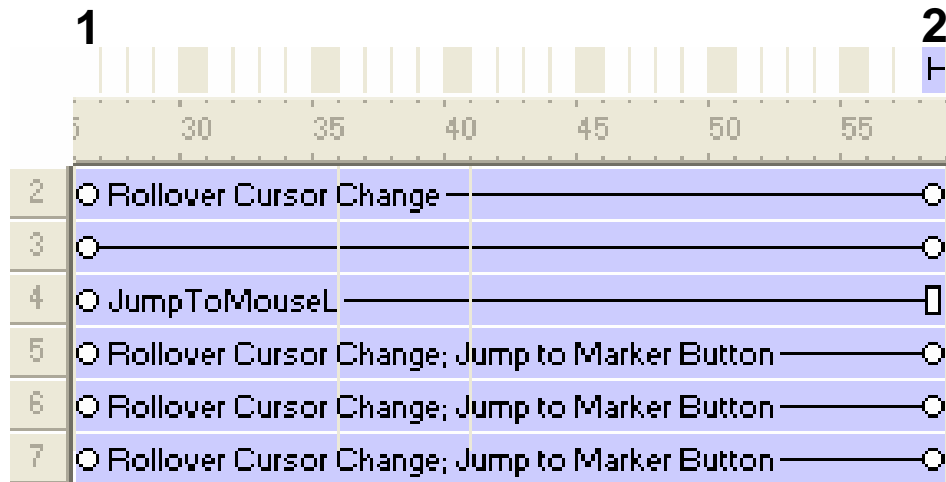 1 2
5 30 35 40 45 50 55
2 Rollover Cursor Change
3
4 JumpToMouseL
5 Rollover Cursor Change; Jump to Marker Button
6 Rollover Cursor Change; Jump to Marker Button
7 Rollover Cursor Change; Jump to Marker Button